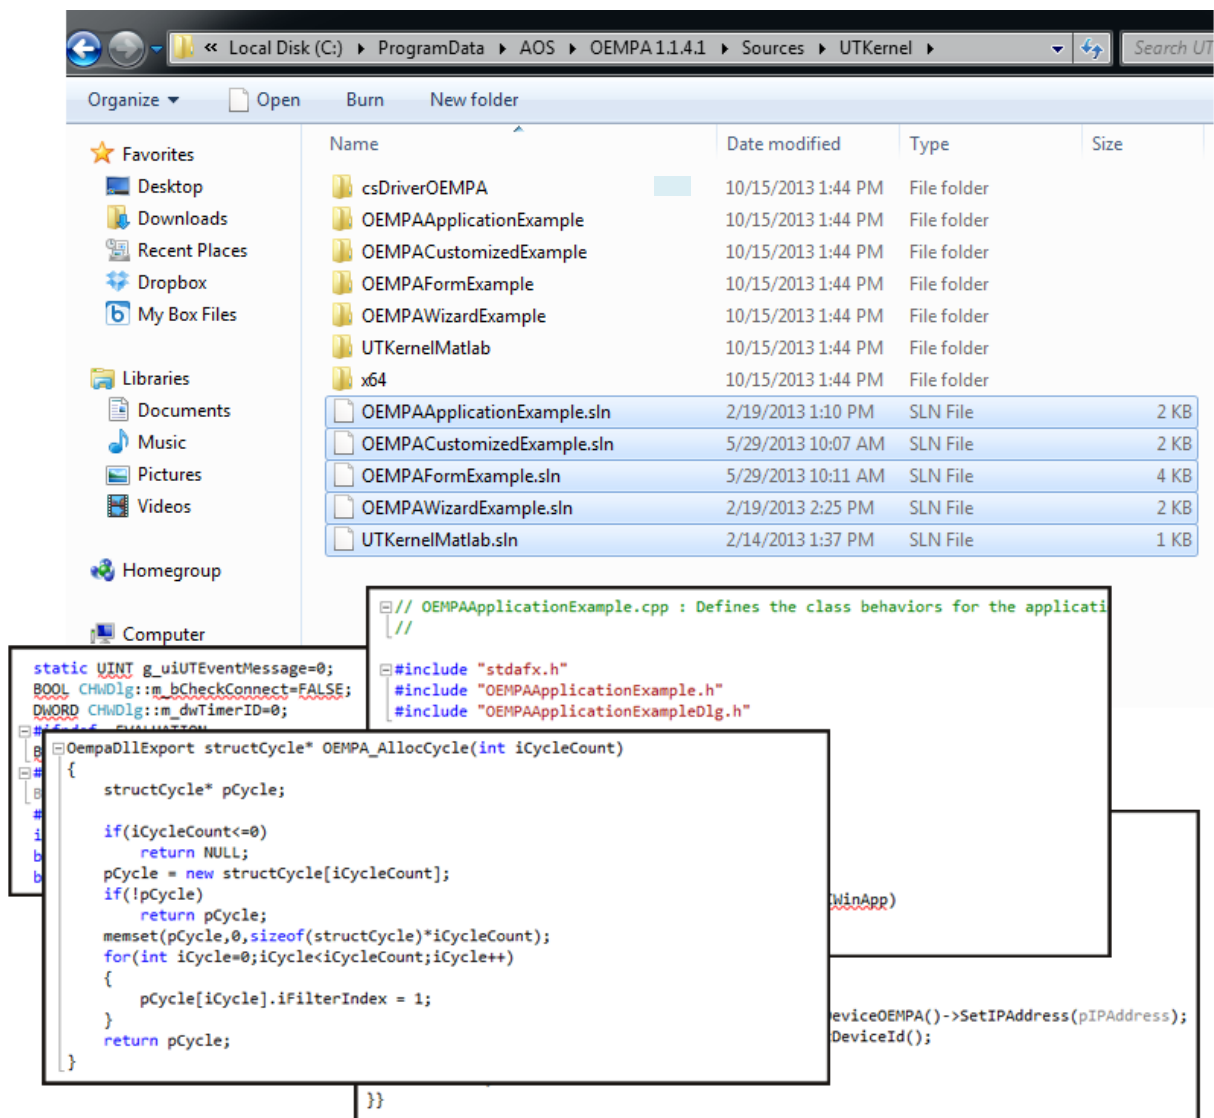 « Local Disk (C:) ▸ ProgramData ▸ AOS ▸ OEMPA 1.1.4.1 ▸ Sources ▸ UTKernel ▸ Search UT
Organize ▼ Open Burn New folder
Name Date modified Type Size
Favorites
Desktop
Downloads
Recent Places
Dropbox
My Box Files
Libraries
Documents
Music
Pictures
Videos
Homegroup
Computer
csDriverOEMPA 10/15/2013 1:44 PM File folder
OEMPAApplicationExample 10/15/2013 1:44 PM File folder
OEMPACustomizedExample 10/15/2013 1:44 PM File folder
OEMPAFormExample 10/15/2013 1:44 PM File folder
OEMPAWizardExample 10/15/2013 1:44 PM File folder
UTKernelMatlab 10/15/2013 1:44 PM File folder
x64 10/15/2013 1:44 PM File folder
OEMPAApplicationExample.sln 2/19/2013 1:10 PM SLN File 2 KB
OEMPACustomizedExample.sln 5/29/2013 10:07 AM SLN File 2 KB
OEMPAFormExample.sln 5/29/2013 10:11 AM SLN File 4 KB
OEMPAWizardExample.sln 2/19/2013 2:25 PM SLN File 2 KB
UTKernelMatlab.sln 2/14/2013 1:37 PM SLN File 1 KB
// OEMPAApplicationExample.cpp : Defines the class behaviors for the applicati
//
#include "stdafx.h"
#include "OEMPAApplicationExample.h"
#include "OEMPAApplicationExampleDlg.h"
WinApp)
static UINT g_uiUTEventMessage=0;
BOOL CHWDlg::m_bCheckConnect=FALSE;
DWORD CHWDlg::m_dwTimerID=0;
OempaDllExport structCycle* OEMPA_AllocCycle(int iCycleCount)
{
structCycle* pCycle;
if(iCycleCount<=0)
return NULL;
pCycle = new structCycle[iCycleCount];
if(!pCycle)
return pCycle;
memset(pCycle,0,sizeof(structCycle)*iCycleCount);
for(int iCycle=0;iCycle<iCycleCount;iCycle++)
{
pCycle[iCycle].iFilterIndex = 1;
}
return pCycle;
}
eviceOEMPA()->SetIPAddress(pIPAddress);
DeviceId();
}}